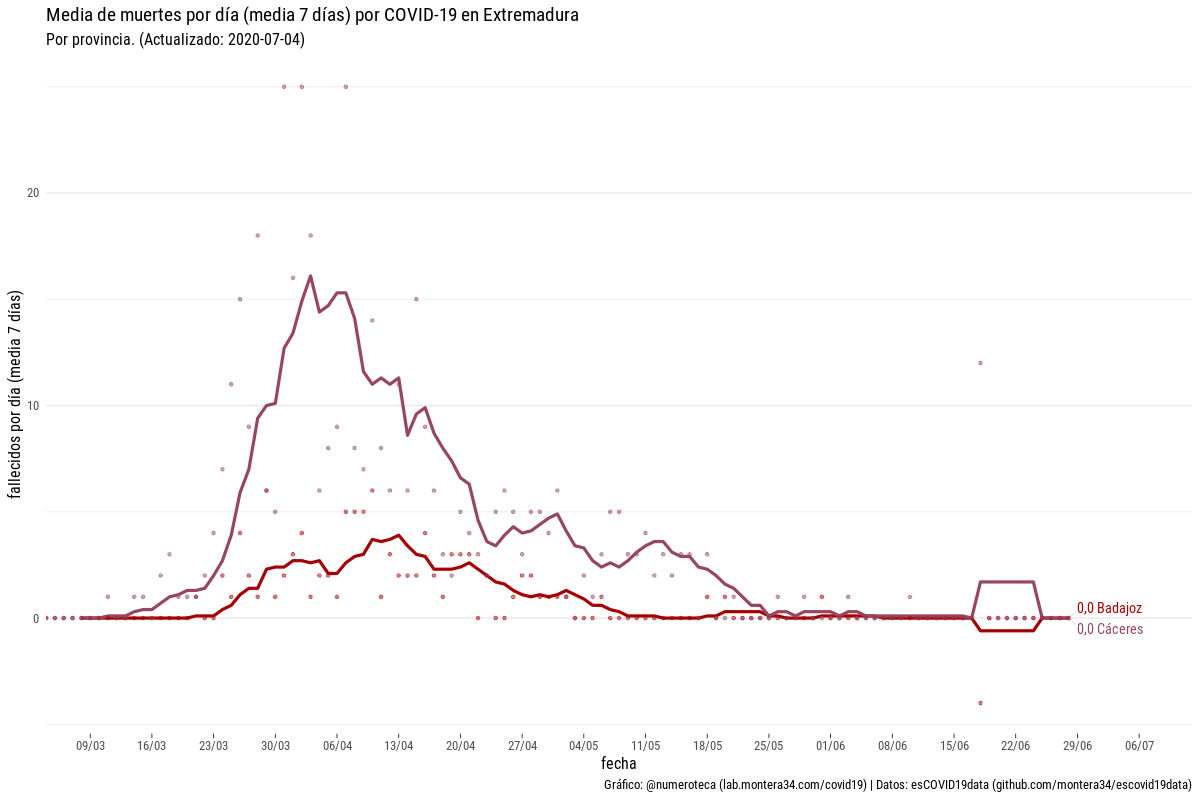 Media de muertes por día (media 7 días) por COVID-19 en Extremadura
Por provincia. (Actualizado: 2020-07-04)
fallecidos por día (media 7 días)
20
10
0
0,0 Badajoz
0,0 Cáceres
09/03 16/03 23/03 30/03 06/04 13/04 20/04 27/04 04/05 11/05 18/05 25/05 01/06 08/06 15/06 22/06 29/06 06/07
fecha
Gráfico: @numeroteca (lab.montera34.com/covid19) | Datos: esCOVID19data (github.com/montera34/escovid19data)